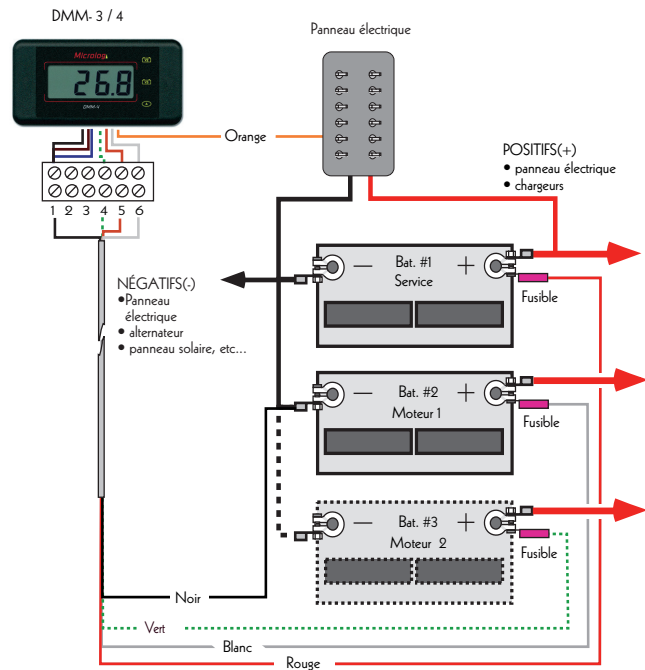 DMM- 3 / 4
Microlog
26.8
DMM-V
Panneau électrique
Orange
1 2 3 4 5 6
POSITIFS(+)
• panneau électrique
• chargeurs
NÉGATIFS(-)
•Panneau
électrique
• alternateur
• panneau solaire, etc...
Bat. #1
Service
− +
Fusible
Bat. #2
Moteur 1
− +
Fusible
Bat. #3
Moteur 2
− +
Fusible
Noir
Vert
Blanc
Rouge